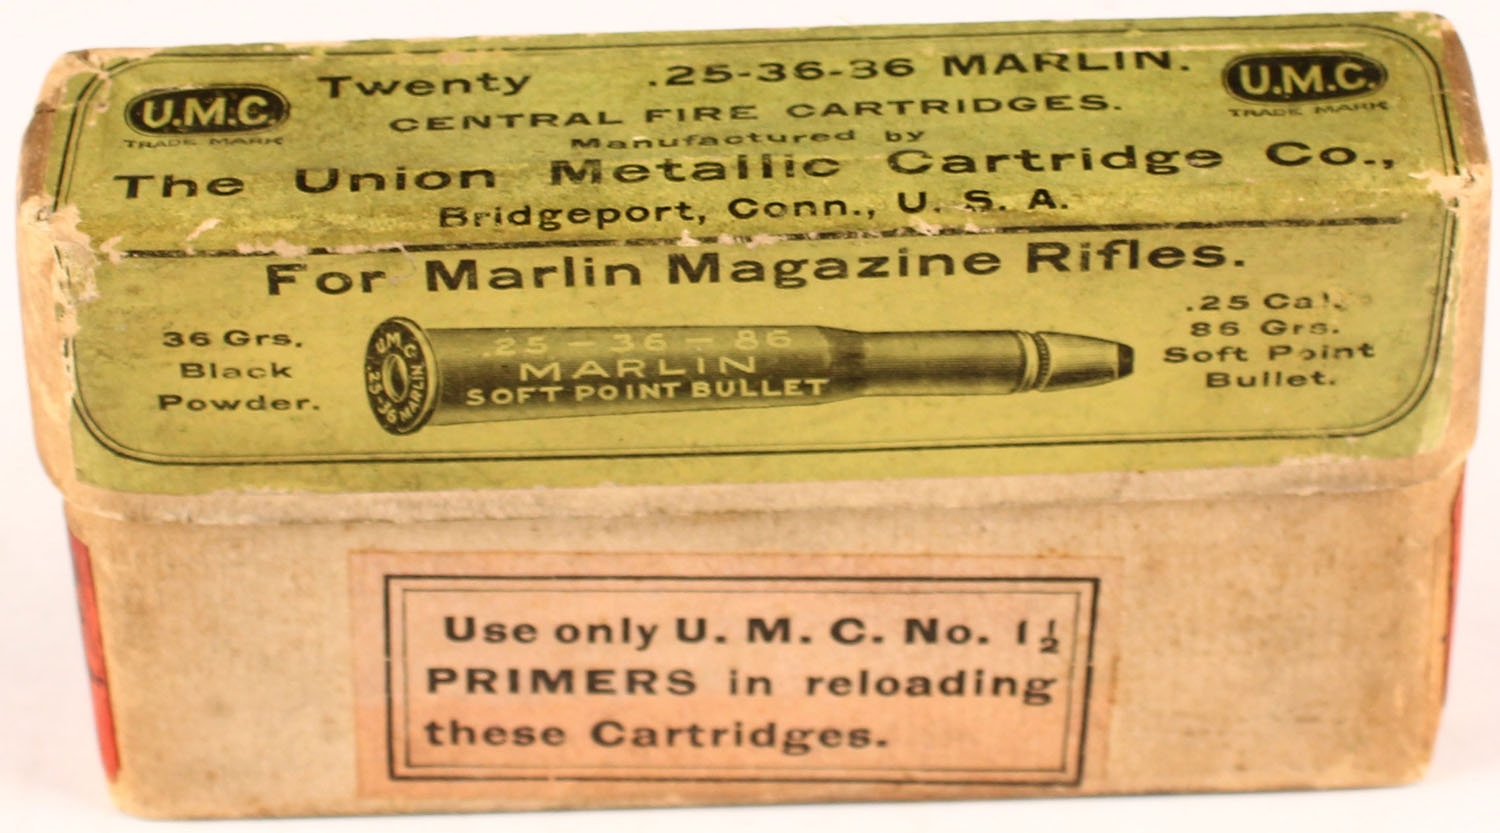 U.M.C.
TRADE MARK
Twenty .25-36-36 MARLIN.
U.M.C.
TRADE MARK
CENTRAL FIRE CARTRIDGES.
Manufactured by
The Union Metallic Cartridge Co.,
Bridgeport, Conn., U. S. A.
For Marlin Magazine Rifles.
36 Grs.
Black
Powder.
U.M.C.
.25-36 MARLIN
.25-36-86
MARLIN
SOFT POINT BULLET
.25 Cal.
86 Grs.
Soft Point
Bullet.
Use only U. M. C. No. 1½
PRIMERS in reloading
these Cartridges.